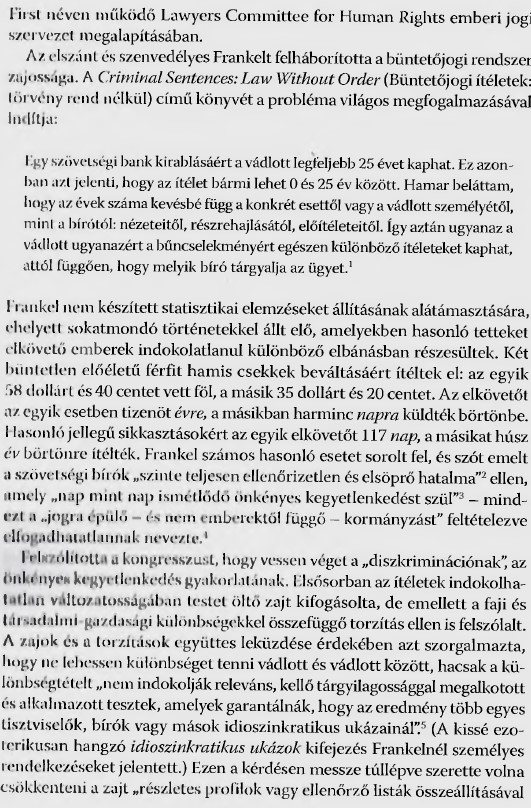 First néven működő Lawyers Committee for Human Rights emberi jogi
szervezet megalapításában.
Az elszánt és szenvedélyes Frankelt felháborította a büntetőjogi rendszer
zajossága. A Criminal Sentences: Law Without Order (Büntetőjogi ítéletek:
törvény rend nélkül) című könyvét a probléma világos megfogalmazásával
indítja:
Egy szövetségi bank kirablásáért a vádlott legfeljebb 25 évet kaphat. Ez azon-
ban azt jelenti, hogy az ítélet bármi lehet 0 és 25 év között. Hamar beláttam,
hogy az évek száma kevésbé függ a konkrét esettől vagy a vádlott személyétől,
mint a bírótól: nézeteitől, részrehajlásától, előítéleteitől. Így aztán ugyanaz a
vádlott ugyanazért a bűncselekményért egészen különböző ítéleteket kaphat,
attól függően, hogy melyik bíró tárgyalja az ügyet.¹
Frankel nem készített statisztikai elemzéseket állításának alátámasztására,
ehelyett sokatmondó történetekkel állt elő, amelyekben hasonló tetteket
elkövető emberek indokolatlanul különböző elbánásban részesültek. Két
büntetlen előéletű férfit hamis csekkek beváltásáért ítéltek el: az egyik
58 dollárt és 40 centet vett föl, a másik 35 dollárt és 20 centet. Az elkövetőt
az egyik esetben tizenöt évre, a másikban harminc napra küldték börtönbe.
Hasonló jellegű sikkasztásokért az egyik elkövetőt 117 nap, a másikat húsz
év börtönre ítélték. Frankel számos hasonló esetet sorolt fel, és szót emelt
a szövetségi bírók „szinte teljesen ellenőrizetlen és elsöprő hatalma”² ellen,
amely „nap mint nap ismétlődő önkényes kegyetlenkedést szül”³ – mind-
ezt a „jogra épülő – és nem emberektől függő – kormányzást” feltételezve
elfogadhatatlannak nevezte.⁴
Felszólította a kongresszust, hogy vessen véget a „diszkriminációnak”, az
önkényes kegyetlenkedés gyakorlatának. Elsősorban az ítéletek indokolha-
tatlan változatosságában testet öltő zajt kifogásolta, de emellett a faji és
társadalmi-gazdasági különbségekkel összefüggő torzítás ellen is felszólalt.
A zajok és a torzítások együttes leküzdése érdekében azt szorgalmazta,
hogy ne lehessen különbséget tenni vádlott és vádlott között, hacsak a kü-
lönbségtételt „nem indokolják releváns, kellő tárgyilagossággal megalkotott
és alkalmazott tesztek, amelyek garantálnák, hogy az eredmény több egyes
tisztviselők, bírók vagy mások idioszinkratikus ukázainál”.⁵ (A kissé ezo-
terikusan hangzó idioszinkratikus ukázok kifejezés Frankelnél személyes
rendelkezéseket jelentett.) Ezen a kérdésen messze túllépve szerette volna
csökkenteni a zajt „részletes profilok vagy ellenőrző listák összeállításával